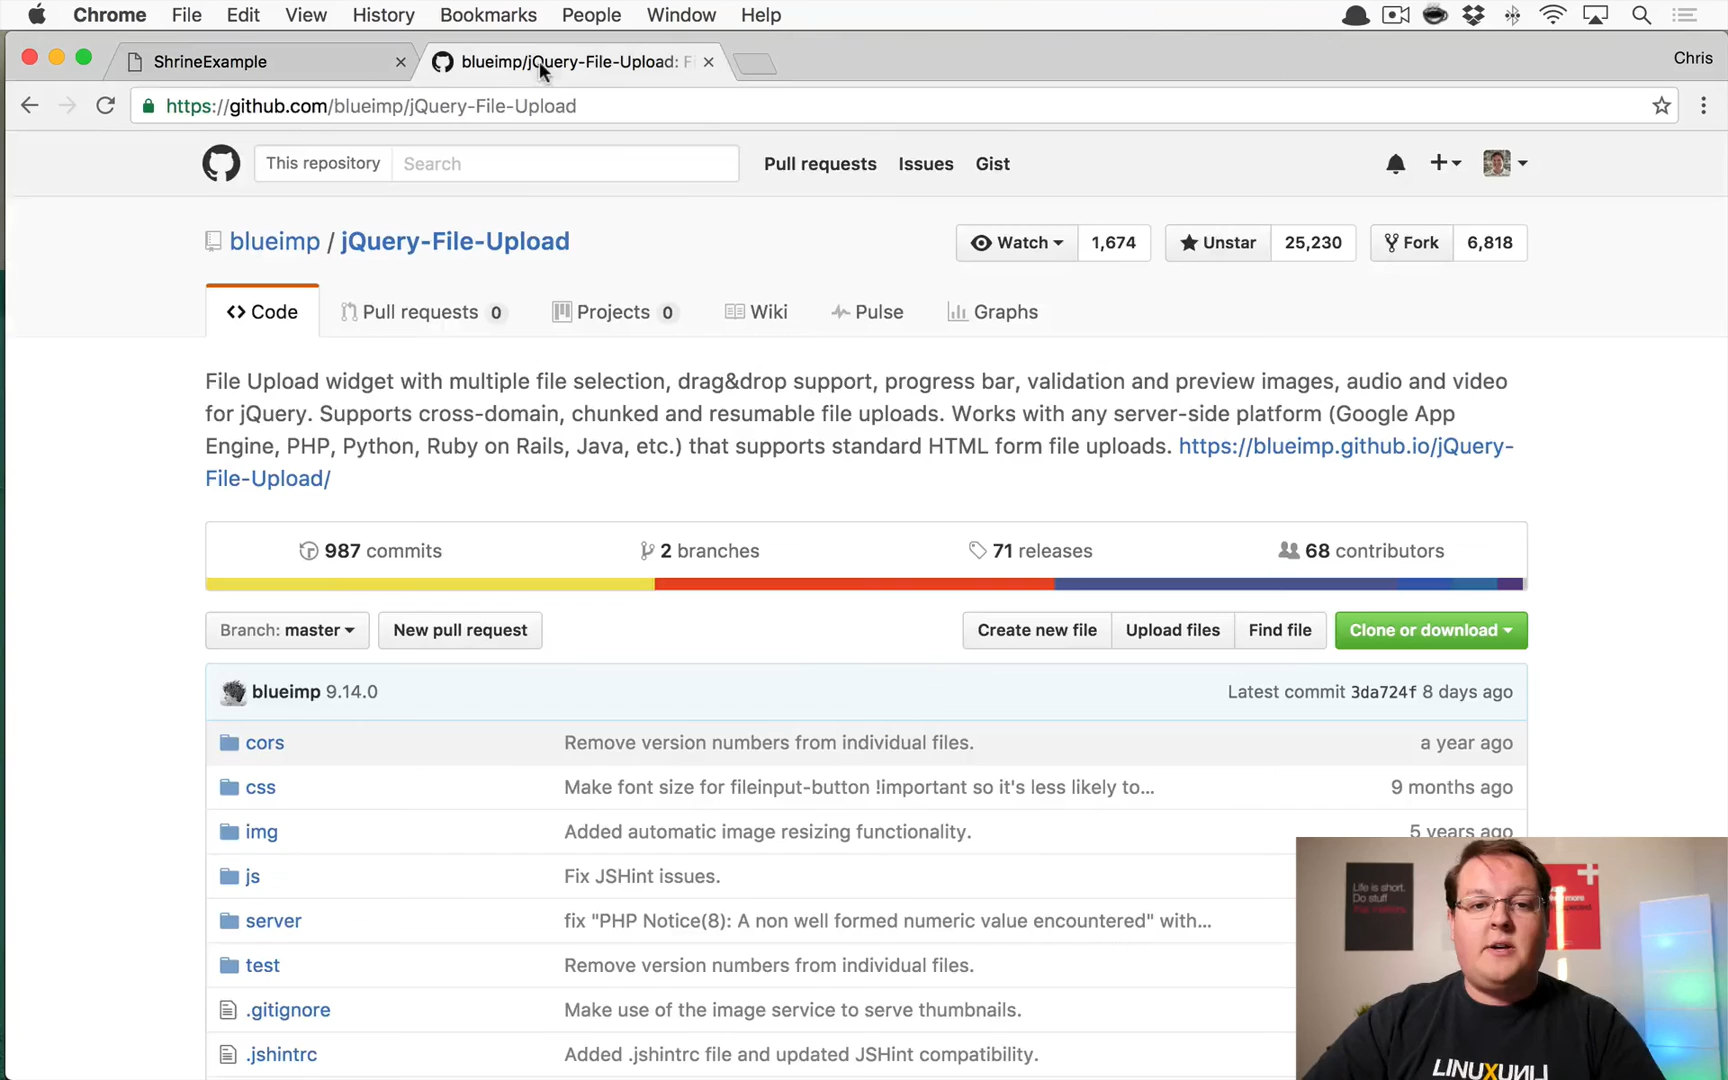 Chrome File Edit View History Bookmarks People Window Help
ShrineExample
blueimp/jQuery-File-Upload: F
Chris
https://github.com/blueimp/jQuery-File-Upload
This repository Search Pull requests Issues Gist
blueimp / jQuery-File-Upload
Watch 1,674 Unstar 25,230 Fork 6,818
Code Pull requests 0 Projects 0 Wiki Pulse Graphs
File Upload widget with multiple file selection, drag&drop support, progress bar, validation and preview images, audio and video
for jQuery. Supports cross-domain, chunked and resumable file uploads. Works with any server-side platform (Google App
Engine, PHP, Python, Ruby on Rails, Java, etc.) that supports standard HTML form file uploads. https://blueimp.github.io/jQuery-
File-Upload/
987 commits 2 branches 71 releases 68 contributors
Branch: master New pull request Create new file Upload files Find file Clone or download
blueimp 9.14.0 Latest commit 3da724f 8 days ago
cors Remove version numbers from individual files. a year ago
css Make font size for fileinput-button !important so it's less likely to... 9 months ago
img Added automatic image resizing functionality. 5 years ago
js Fix JSHint issues.
server fix "PHP Notice(8): A non well formed numeric value encountered" with...
test Remove version numbers from individual files.
.gitignore Make use of the image service to serve thumbnails.
.jshintrc Added .jshintrc file and updated JSHint compatibility.
Life is short.
Do stuff